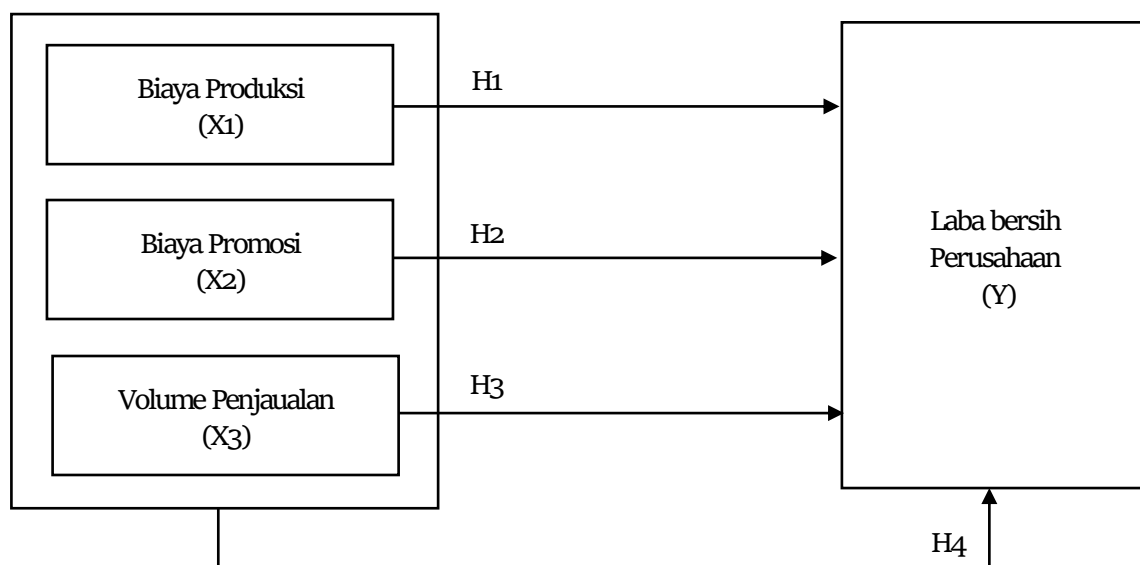 Biaya Produksi
(X1)
H1
Biaya Promosi
(X2)
H2
Volume Penjaualan
(X3)
H3
Laba bersih
Perusahaan
(Y)
H4